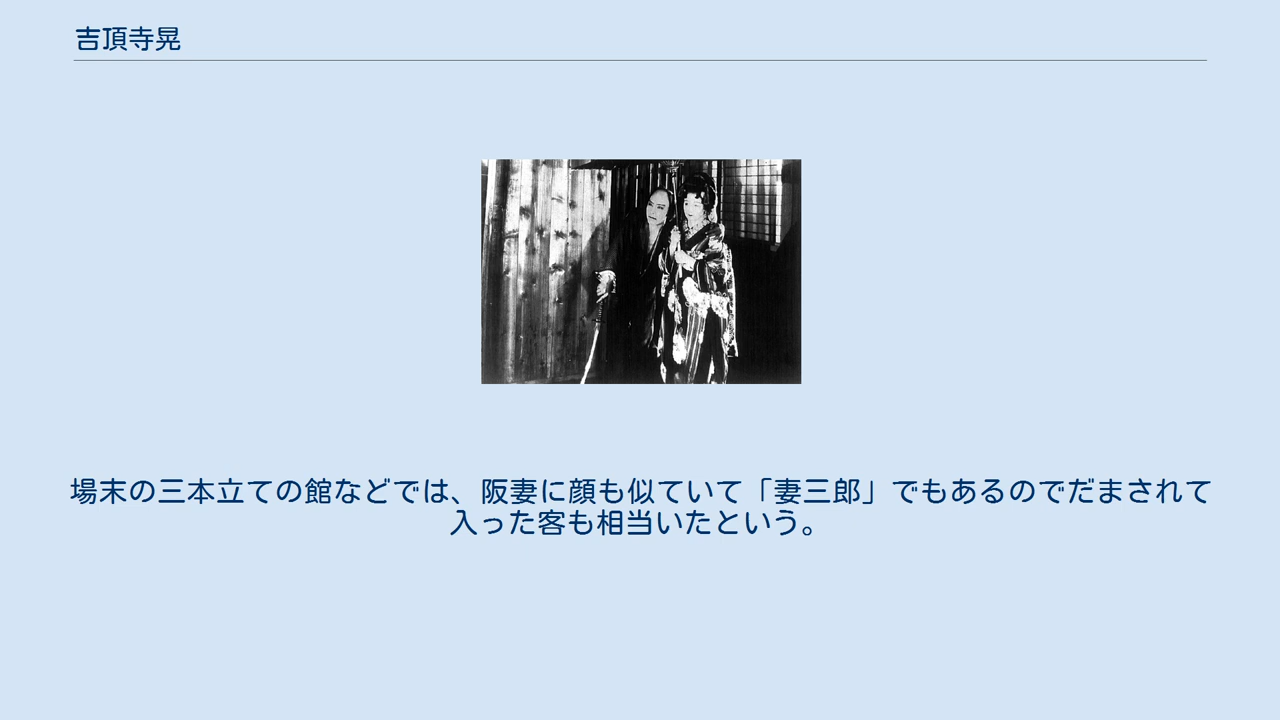 吉頂寺晃
場末の三本立ての館などでは、阪妻に顔も似ていて「妻三郎」でもあるのでだまされて
入った客も相当いたという。